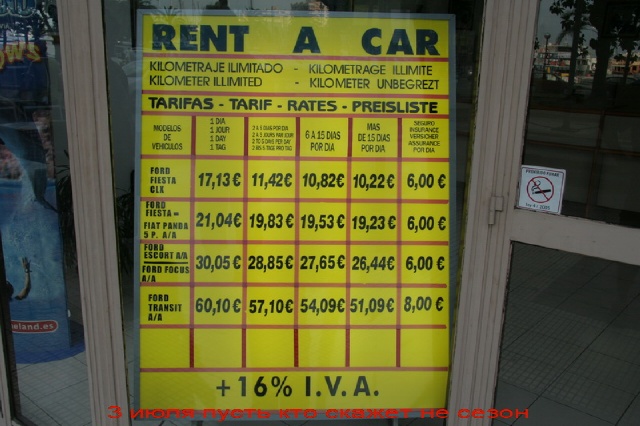 RENT A CAR
KILOMETRAJE ILIMITADO - KILOMETRAGE ILLIMITE
KILOMETER ILLIMITED - KILOMETER UNBEGREZT
TARIFAS - TARIF - RATES - PREISLISTE
MODELOS DE VEHICULOS
1 DIA
1 JOUR
1 DAY
1 TAG
6 A 15 DIAS POR DIA
MAS DE 15 DIAS POR DIA
SEGURO
INSURANCE
VERSICHER
ASSURANCE
POR DIA
FORD FIESTA CLX 17,13 € 11,42 € 10,82 € 10,22 € 6,00 €
FORD FIESTA = FIAT PANDA 5 P. A/A 21,04 € 19,83 € 19,53 € 19,23 € 6,00 €
FORD ESCORT A/A FORD FOCUS A/A 30,05 € 28,85 € 27,65 € 26,44 € 6,00 €
FORD TRANSIT A/A 60,10 € 57,10 € 54,09 € 51,09 € 8,00 €
+16% I.V.A.
eland.es
3 июля пусть кто скажет не сезон